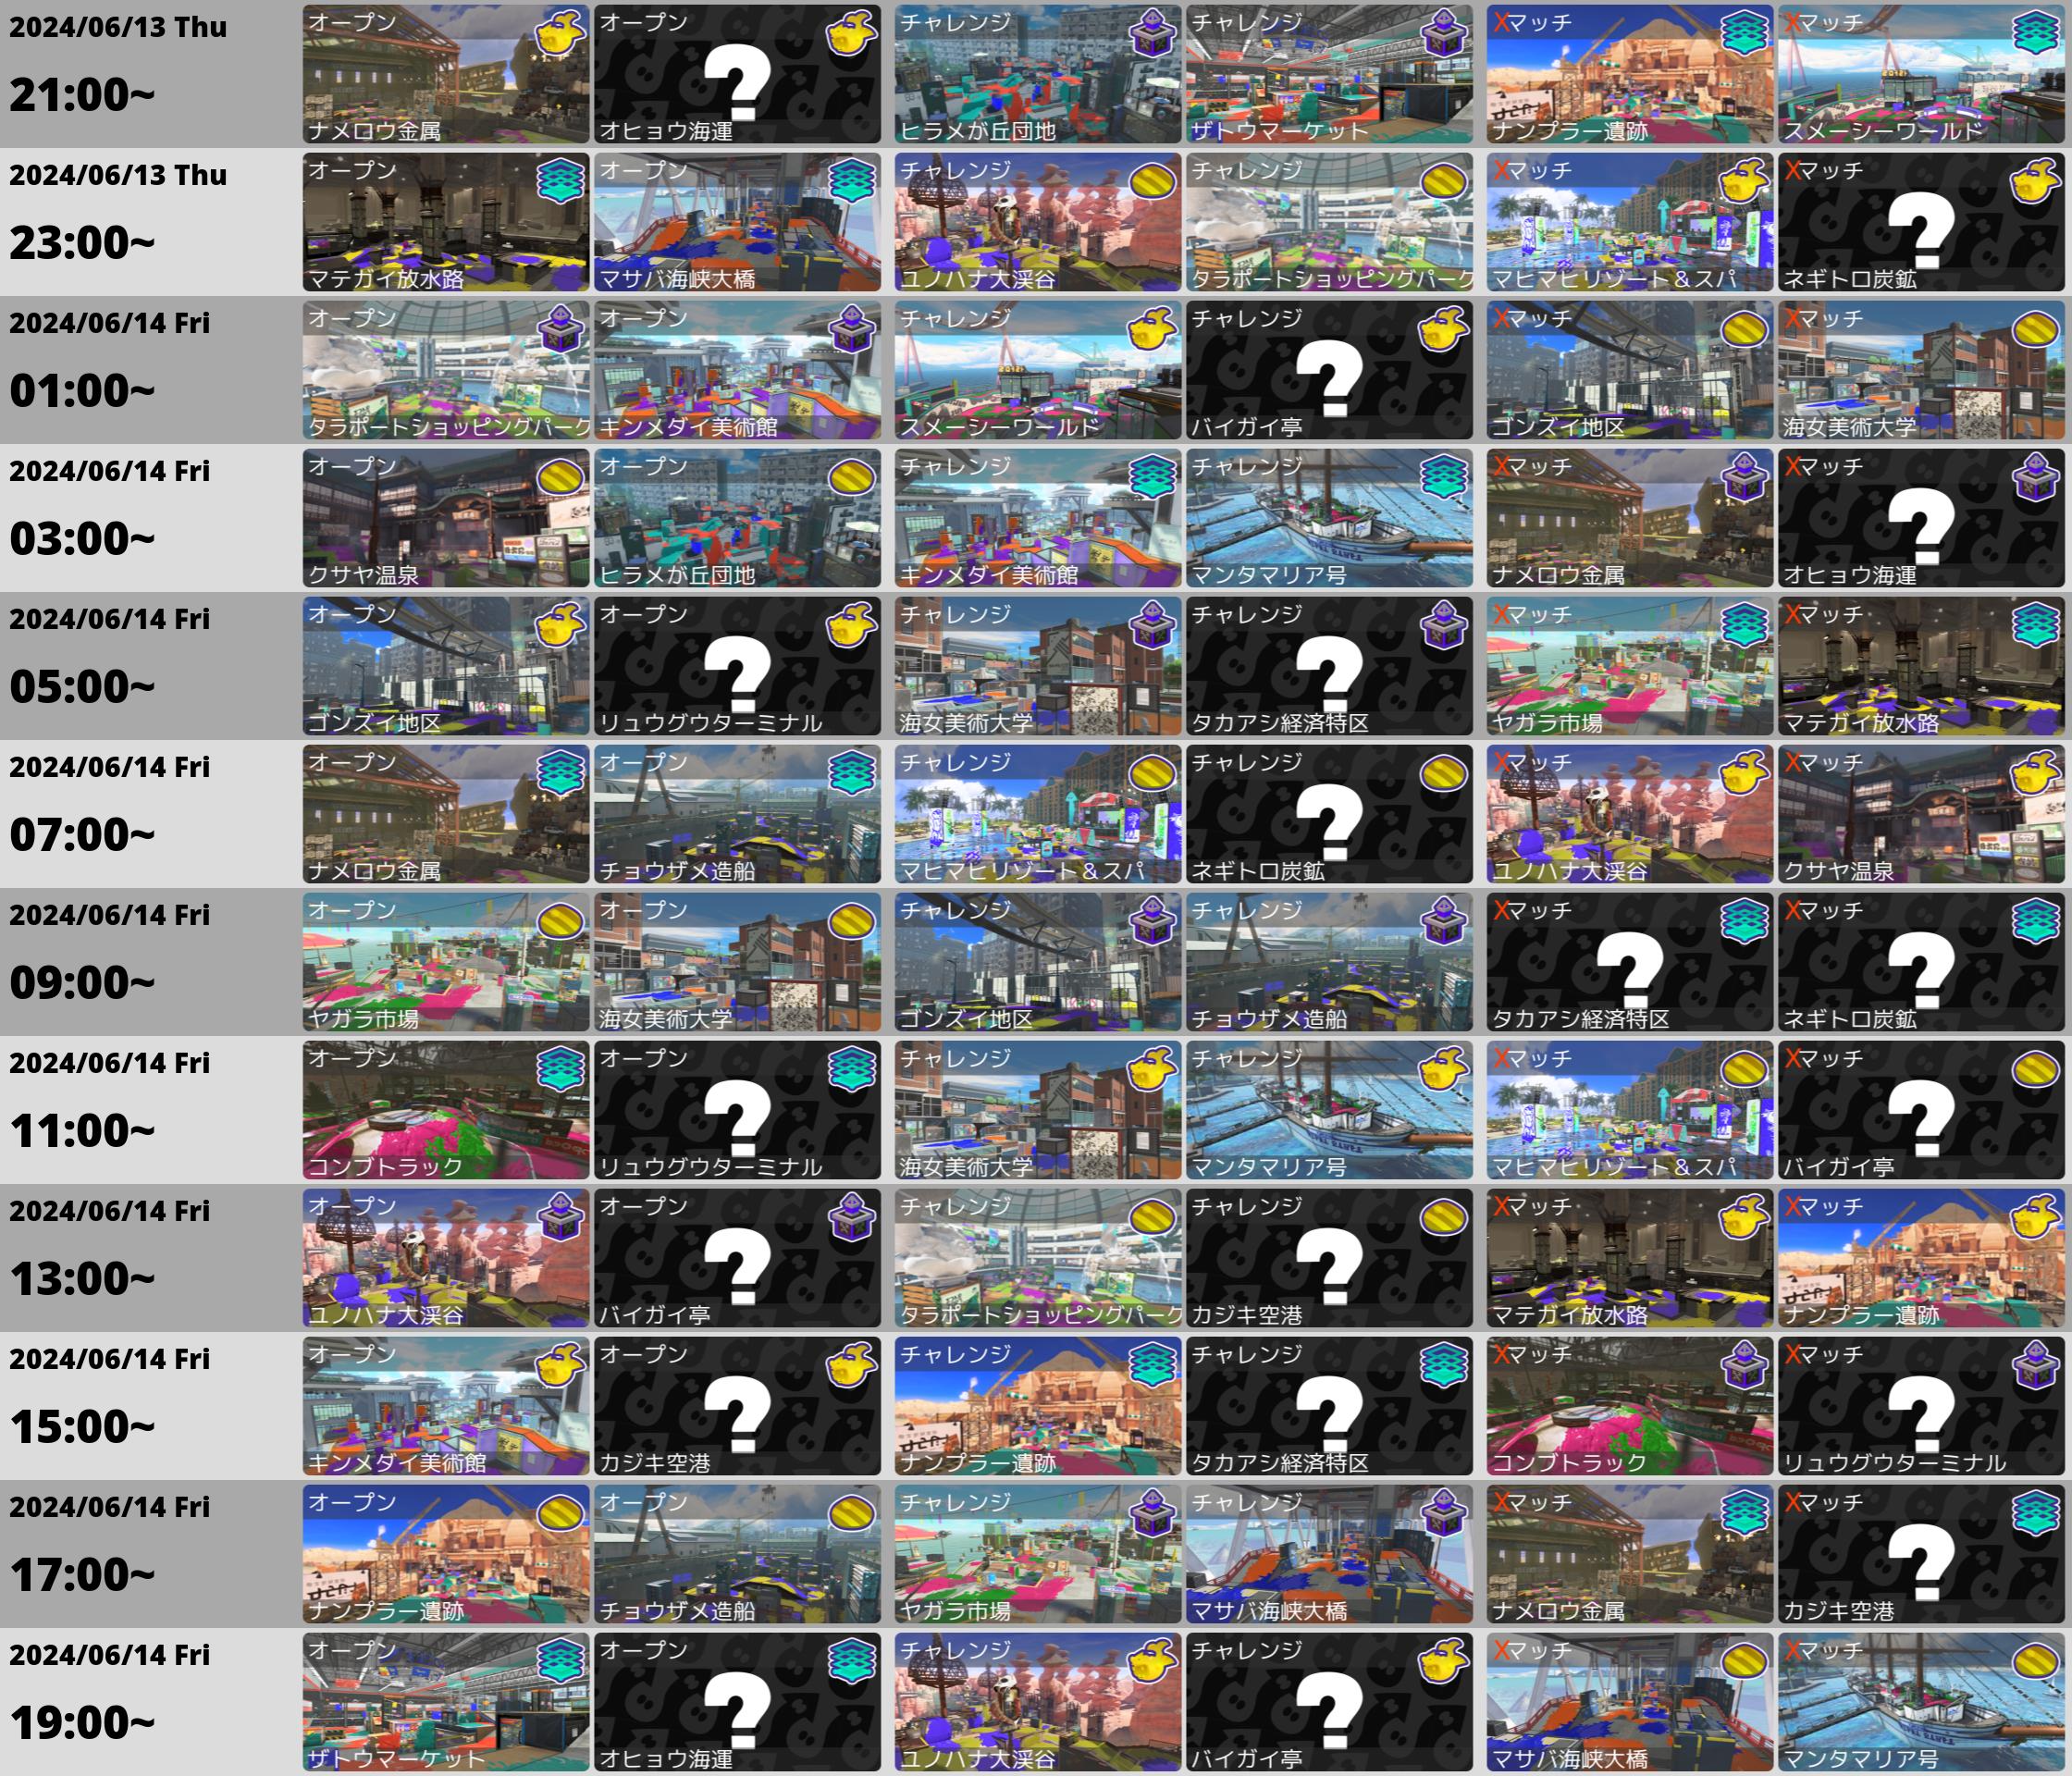 2024/06/13 Thu
21:00~
オープン
ナメロウ金属
オープン
オヒョウ海運
チャレンジ
ヒラメが丘団地
チャレンジ
ザトウマーケット
Xマッチ
ナンプラー遺跡
Xマッチ
スメーシーワールド
2024/06/13 Thu
23:00~
オープン
マテガイ放水路
オープン
マサバ海峡大橋
チャレンジ
ユノハナ大渓谷
チャレンジ
タラポートショッピングパーク
Xマッチ
マヒマヒリゾート＆スパ
Xマッチ
ネギトロ炭鉱
2024/06/14 Fri
01:00~
オープン
タラポートショッピングパーク
オープン
キンメダイ美術館
チャレンジ
スメーシーワールド
チャレンジ
バイガイ亭
Xマッチ
ゴンズイ地区
Xマッチ
海女美術大学
2024/06/14 Fri
03:00~
オープン
クサヤ温泉
オープン
ヒラメが丘団地
チャレンジ
キンメダイ美術館
チャレンジ
マンタマリア号
Xマッチ
ナメロウ金属
Xマッチ
オヒョウ海運
2024/06/14 Fri
05:00~
オープン
ゴンズイ地区
オープン
リュウグウターミナル
チャレンジ
海女美術大学
チャレンジ
タカアシ経済特区
Xマッチ
ヤガラ市場
Xマッチ
マテガイ放水路
2024/06/14 Fri
07:00~
オープン
ナメロウ金属
オープン
チョウザメ造船
チャレンジ
マヒマヒリゾート＆スパ
チャレンジ
ネギトロ炭鉱
Xマッチ
ユノハナ大渓谷
Xマッチ
クサヤ温泉
2024/06/14 Fri
09:00~
オープン
ヤガラ市場
オープン
海女美術大学
チャレンジ
ゴンズイ地区
チャレンジ
チョウザメ造船
Xマッチ
タカアシ経済特区
Xマッチ
ネギトロ炭鉱
2024/06/14 Fri
11:00~
オープン
コンブトラック
オープン
リュウグウターミナル
チャレンジ
海女美術大学
チャレンジ
マンタマリア号
Xマッチ
マヒマヒリゾート＆スパ
Xマッチ
バイガイ亭
2024/06/14 Fri
13:00~
オープン
ユノハナ大渓谷
オープン
バイガイ亭
チャレンジ
タラポートショッピングパーク
チャレンジ
カジキ空港
Xマッチ
マテガイ放水路
Xマッチ
ナンプラー遺跡
2024/06/14 Fri
15:00~
オープン
キンメダイ美術館
オープン
カジキ空港
チャレンジ
ナンプラー遺跡
チャレンジ
タカアシ経済特区
Xマッチ
コンブトラック
Xマッチ
リュウグウターミナル
2024/06/14 Fri
17:00~
オープン
ナンプラー遺跡
オープン
チョウザメ造船
チャレンジ
ヤガラ市場
チャレンジ
マサバ海峡大橋
Xマッチ
ナメロウ金属
Xマッチ
カジキ空港
2024/06/14 Fri
19:00~
オープン
ザトウマーケット
オープン
オヒョウ海運
チャレンジ
ユノハナ大渓谷
チャレンジ
バイガイ亭
Xマッチ
マサバ海峡大橋
Xマッチ
マンタマリア号